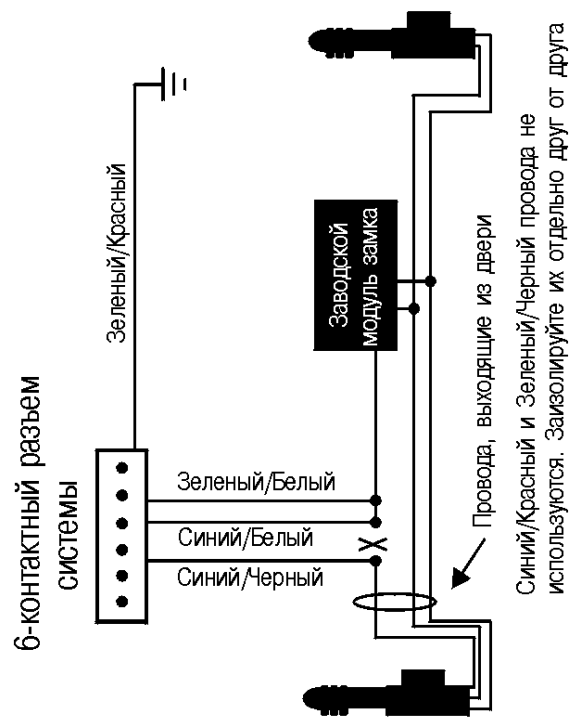 6-контактный разъем
системы
Зеленый/Красный
Зеленый/Белый
Синий/Белый
Синий/Черный
Заводской
модуль замка
Провода, выходящие из двери
Синий/Красный и Зеленый/Черный провода не
используются. Заизолируйте их отдельно друг от друга